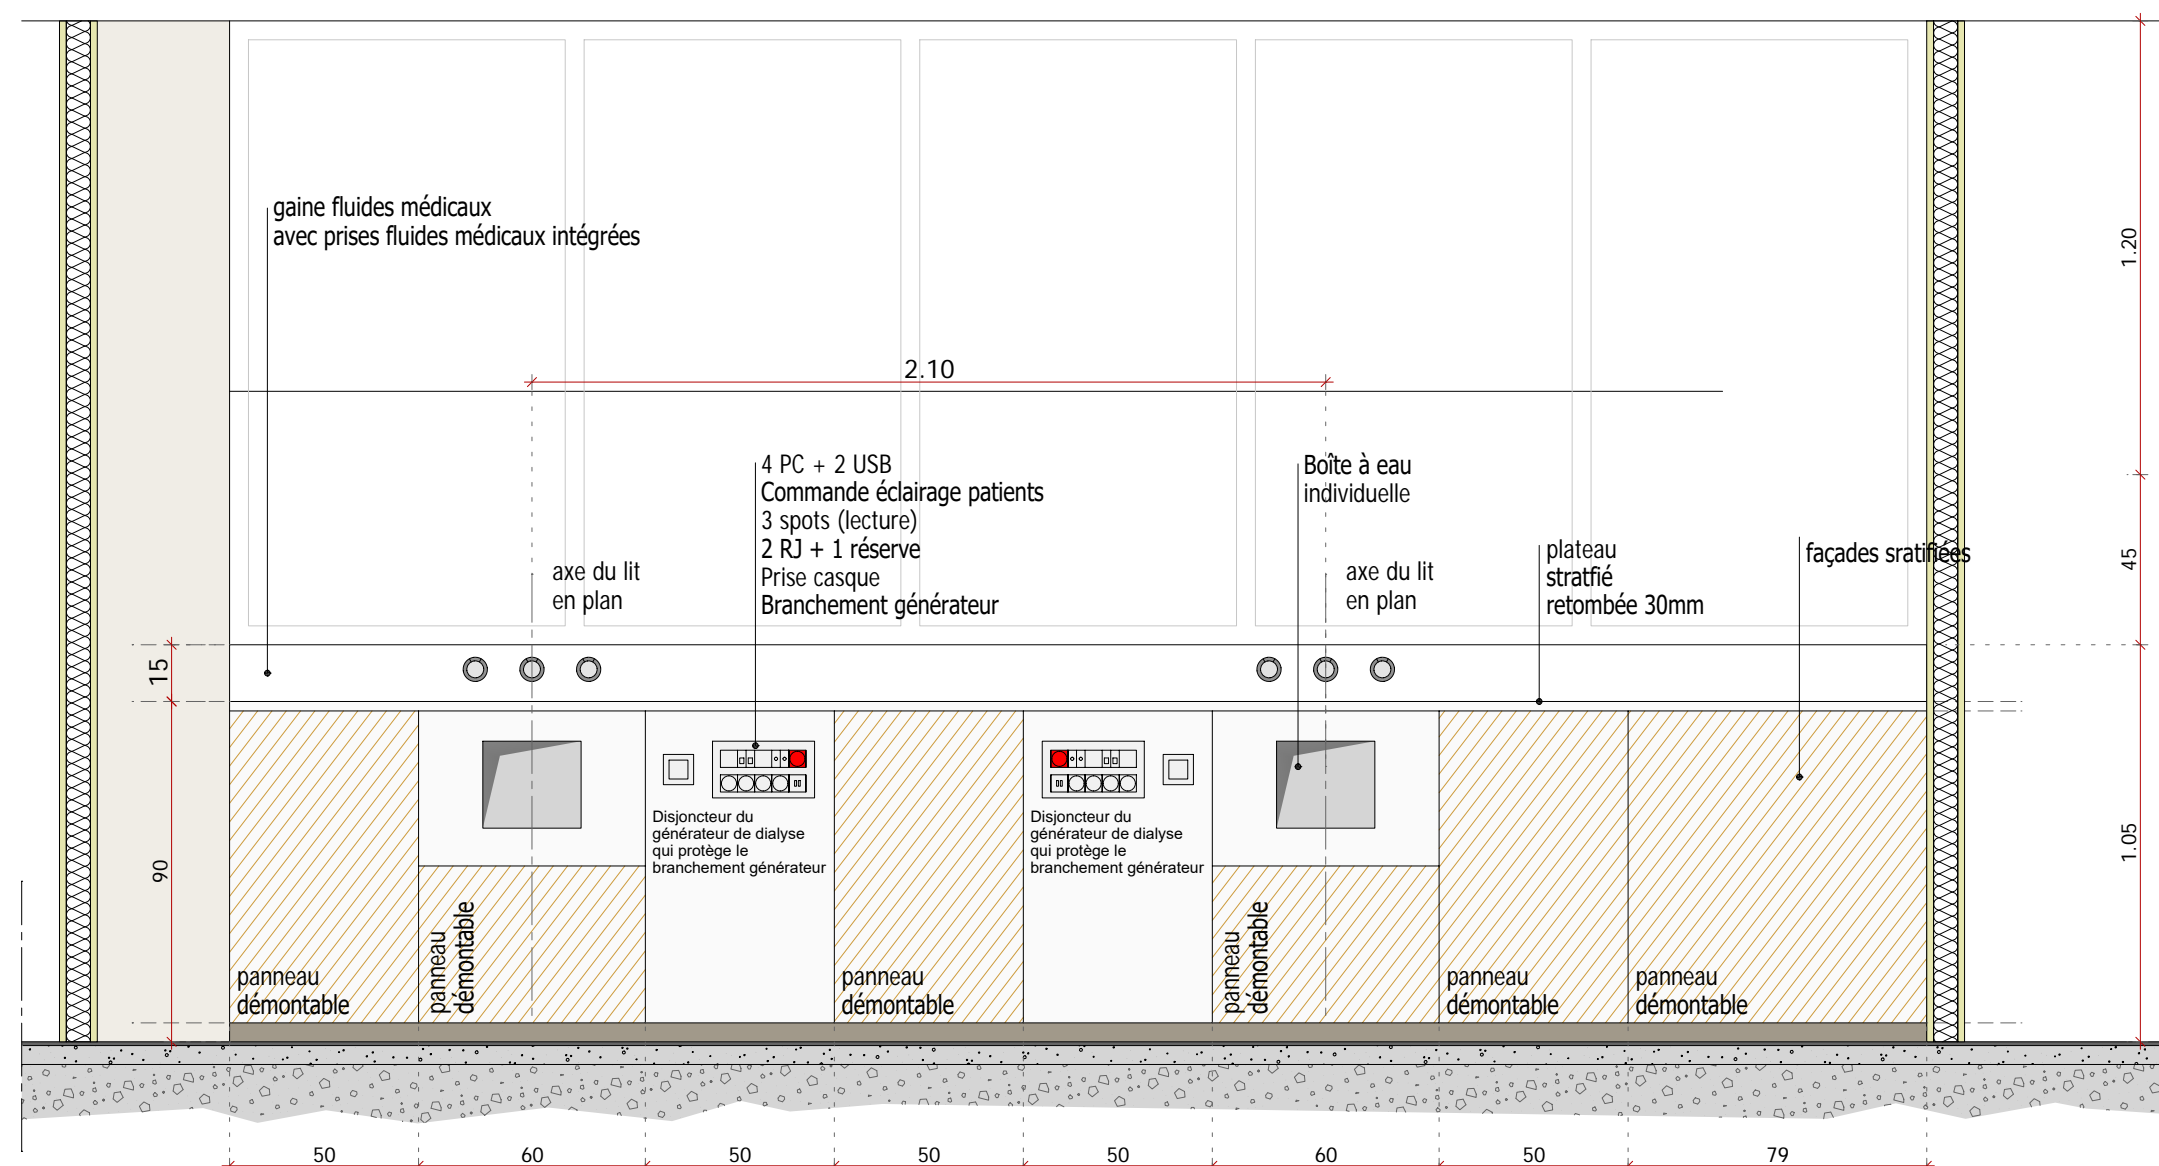 gaine fluides médicaux
avec prises fluides médicaux intégrées
1.20
2.10
4 PC + 2 USB
Commande éclairage patients
3 spots (lecture)
2 RJ + 1 réserve
Prise casque
Branchement générateur
Boîte à eau
individuelle
axe du lit
en plan
axe du lit
en plan
plateau
stratfié
retombée 30mm
façades sratifiées
45
15
90
1.05
Disjoncteur du
générateur de dialyse
qui protège le
branchement générateur
Disjoncteur du
générateur de dialyse
qui protège le
branchement générateur
panneau
démontable
panneau
démontable
panneau
démontable
panneau
démontable
panneau
démontable
panneau
démontable
50
60
50
50
50
60
50
79